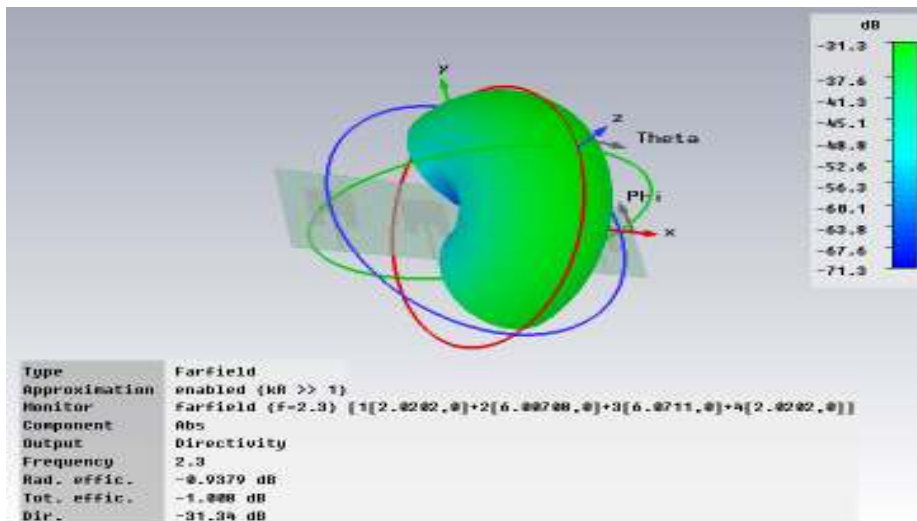 dB
-31.3
-37.6
-41.3
-45.1
-48.8
-52.6
-56.3
-60.1
-63.8
-67.6
-71.3
y
z
Theta
Phi
x
Type Farfield
Approximation enabled (kR >> 1)
Monitor farfield (f=2.3) [1[2.0202,0]+2[6.00708,0]+3[6.0711,0]+4[2.0202,0]]
Component Abs
Output Directivity
Frequency 2.3
Rad. effic. -0.9379 dB
Tot. effic. -1.008 dB
Dir. -31.34 dB